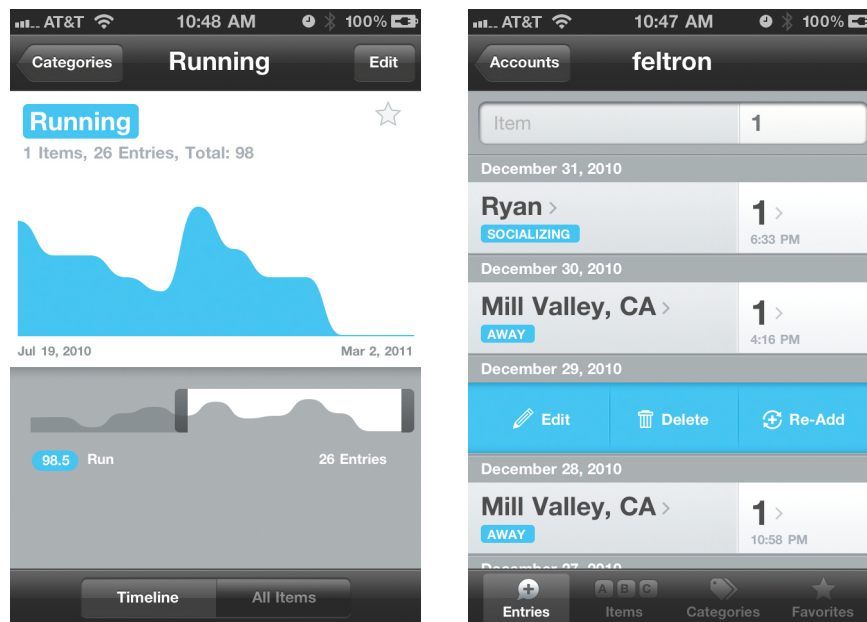 AT&T 10:48 AM 100%
Categories Running Edit
Running
1 Items, 26 Entries, Total: 98
Jul 19, 2010 Mar 2, 2011
98.5 Run 26 Entries
Timeline All Items
AT&T 10:47 AM 100%
Accounts feltron
Item 1
December 31, 2010
Ryan 1
SOCIALIZING 6:33 PM
December 30, 2010
Mill Valley, CA 1
AWAY 4:16 PM
December 29, 2010
Edit Delete Re-Add
December 28, 2010
Mill Valley, CA 1
AWAY 10:58 PM
December 27, 2010
A B C
Entries Items Categories Favorites